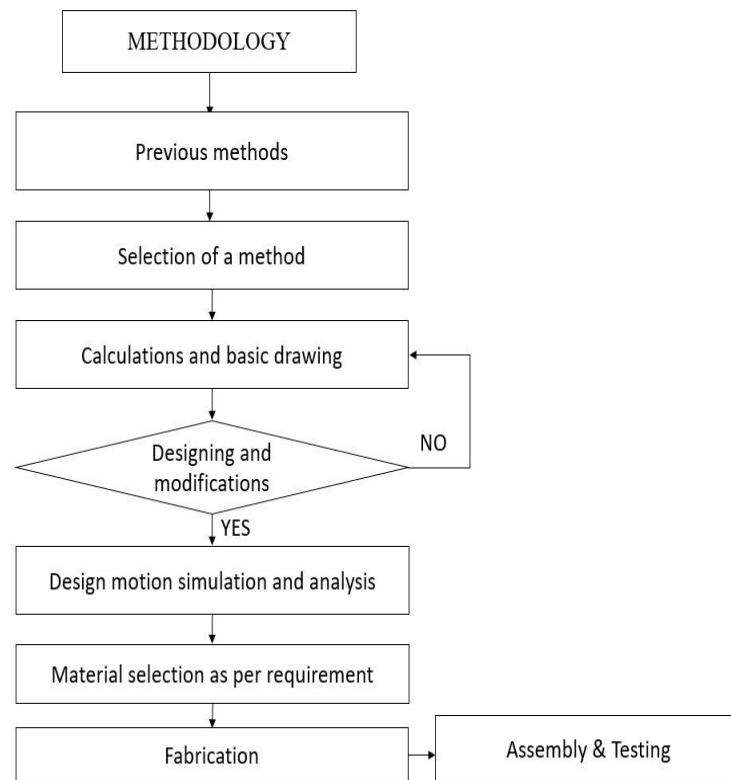 METHODOLOGY
Previous methods
Selection of a method
Calculations and basic drawing
NO
Designing and
modifications
YES
Design motion simulation and analysis
Material selection as per requirement
Fabrication
Assembly & Testing